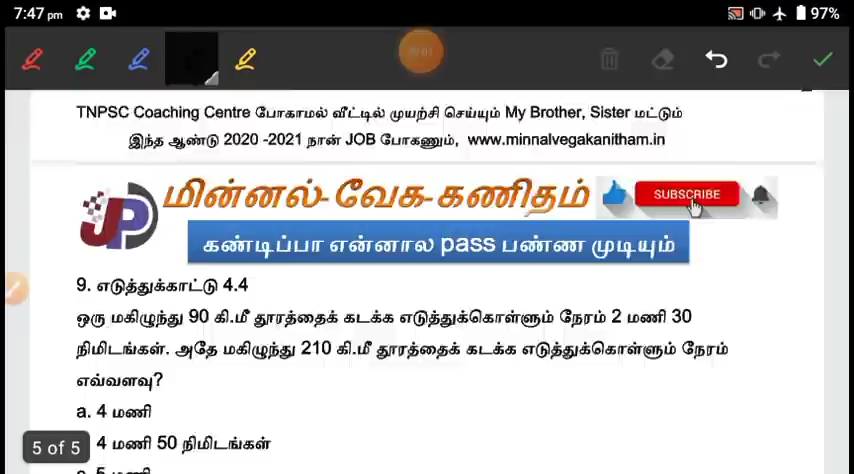 7:47 pm 97%
TNPSC Coaching Centre போகாமல் வீட்டில் முயற்சி செய்யும் My Brother, Sister மட்டும்
இந்த ஆண்டு 2020 -2021 நான் JOB போகணும், www.minnalvegakanitham.in
JP மின்னல்-வேக-கணிதம் SUBSCRIBE
கண்டிப்பா என்னால pass பண்ண முடியும்
9. எடுத்துக்காட்டு 4.4
ஒரு மகிழுந்து 90 கி.மீ தூரத்தைக் கடக்க எடுத்துக்கொள்ளும் நேரம் 2 மணி 30
நிமிடங்கள். அதே மகிழுந்து 210 கி.மீ தூரத்தைக் கடக்க எடுத்துக்கொள்ளும் நேரம்
எவ்வளவு?
a. 4 மணி
4 மணி 50 நிமிடங்கள்
5 of 5
5 மணி